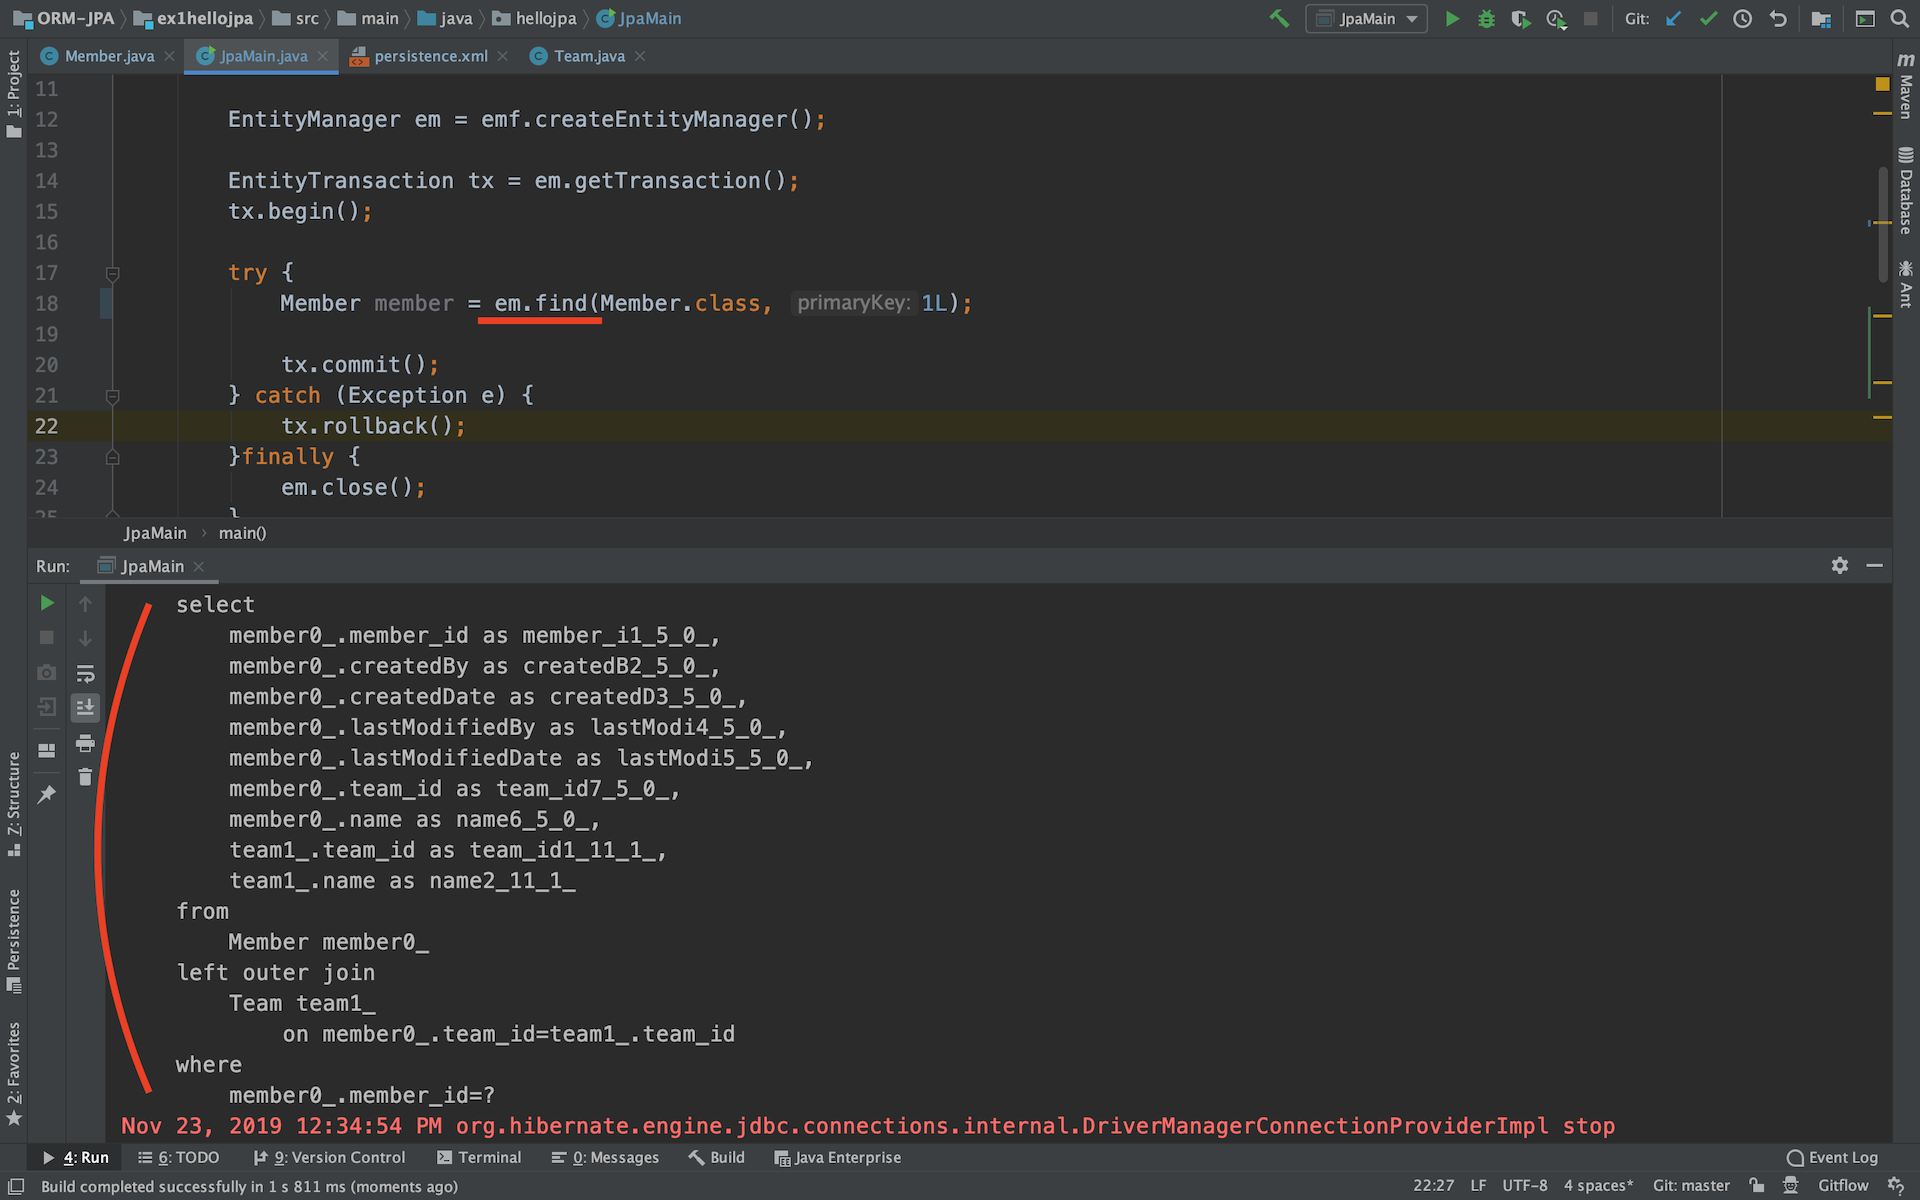 ORM-JPA ex1hellojpa src main java hellojpa JpaMain
JpaMain Git:
Member.java JpaMain.java persistence.xml Team.java
1: Project
Maven
Database
Ant
11
12 EntityManager em = emf.createEntityManager();
13
14 EntityTransaction tx = em.getTransaction();
15 tx.begin();
16
17 try {
18 Member member = em.find(Member.class, primaryKey: 1L);
19
20 tx.commit();
21 } catch (Exception e) {
22 tx.rollback();
23 }finally {
24 em.close();
25 }
JpaMain › main()
Run: JpaMain
select
member0_.member_id as member_i1_5_0_,
member0_.createdBy as createdB2_5_0_,
member0_.createdDate as createdD3_5_0_,
member0_.lastModifiedBy as lastModi4_5_0_,
member0_.lastModifiedDate as lastModi5_5_0_,
member0_.team_id as team_id7_5_0_,
member0_.name as name6_5_0_,
team1_.team_id as team_id1_11_1_,
team1_.name as name2_11_1_
from
Member member0_
left outer join
Team team1_
on member0_.team_id=team1_.team_id
where
member0_.member_id=?
Nov 23, 2019 12:34:54 PM org.hibernate.engine.jdbc.connections.internal.DriverManagerConnectionProviderImpl stop
7: Structure
Persistence
2: Favorites
4: Run 6: TODO 9: Version Control Terminal 0: Messages Build Java Enterprise Event Log
Build completed successfully in 1 s 811 ms (moments ago) 22:27 LF UTF-8 4 spaces* Git: master Gitflow